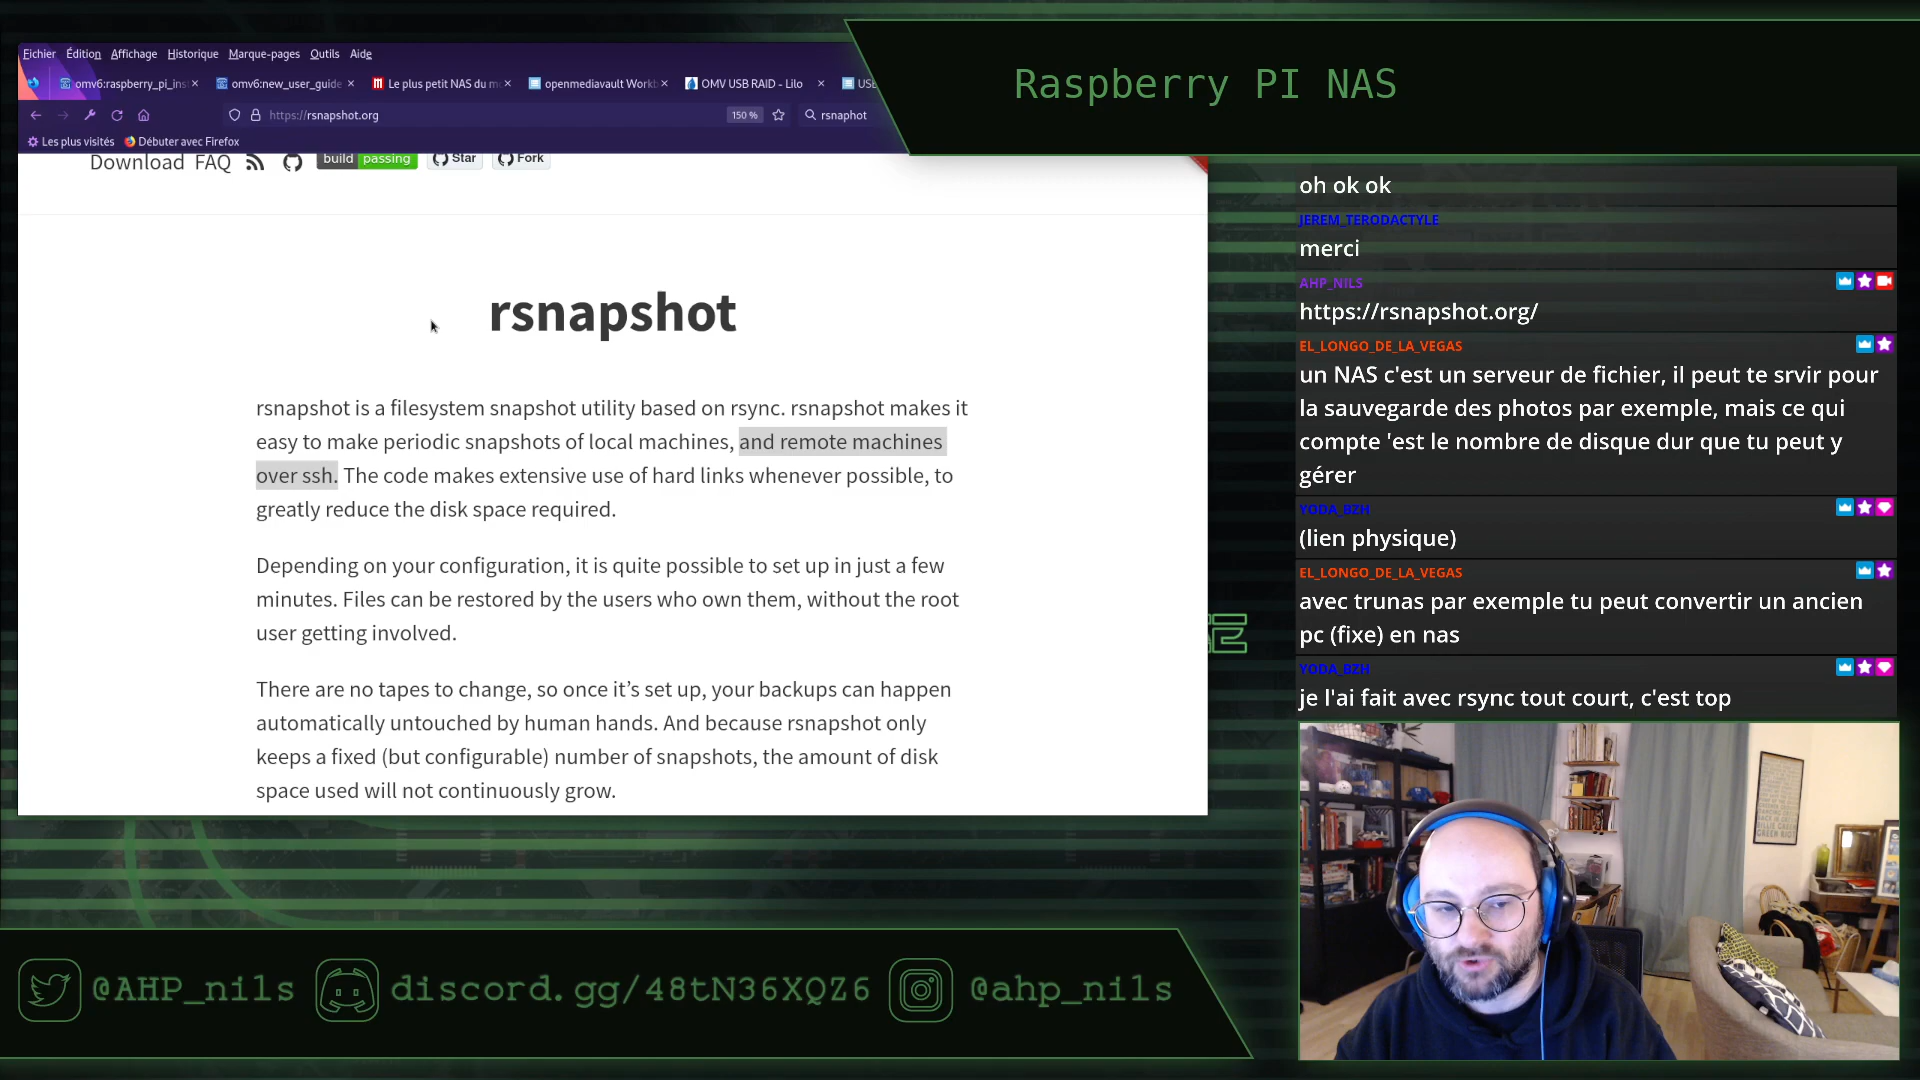 Raspberry PI NAS
Fichier Édition Affichage Historique Marque-pages Outils Aide
omv6:raspberry_pi_ins omv6:new_user_guide Le plus petit NAS du mo openmediavault Workb OMV USB RAID - Lilo USB
https://rsnapshot.org 150 % rsnaphot
Les plus visités Débuter avec Firefox
Download FAQ build passing Star Fork
rsnapshot
rsnapshot is a filesystem snapshot utility based on rsync. rsnapshot makes it
easy to make periodic snapshots of local machines, and remote machines
over ssh. The code makes extensive use of hard links whenever possible, to
greatly reduce the disk space required.
Depending on your configuration, it is quite possible to set up in just a few
minutes. Files can be restored by the users who own them, without the root
user getting involved.
There are no tapes to change, so once it’s set up, your backups can happen
automatically untouched by human hands. And because rsnapshot only
keeps a fixed (but configurable) number of snapshots, the amount of disk
space used will not continuously grow.
oh ok ok
JEREM_TERODACTYLE
merci
AHP_NILS
https://rsnapshot.org/
EL_LONGO_DE_LA_VEGAS
un NAS c'est un serveur de fichier, il peut te srvir pour
la sauvegarde des photos par exemple, mais ce qui
compte 'est le nombre de disque dur que tu peut y
gérer
YODA_BZH
(lien physique)
EL_LONGO_DE_LA_VEGAS
avec trunas par exemple tu peut convertir un ancien
pc (fixe) en nas
YODA_BZH
je l'ai fait avec rsync tout court, c'est top
@AHP_nils discord.gg/48tN36XQZ6 @ahp_nils